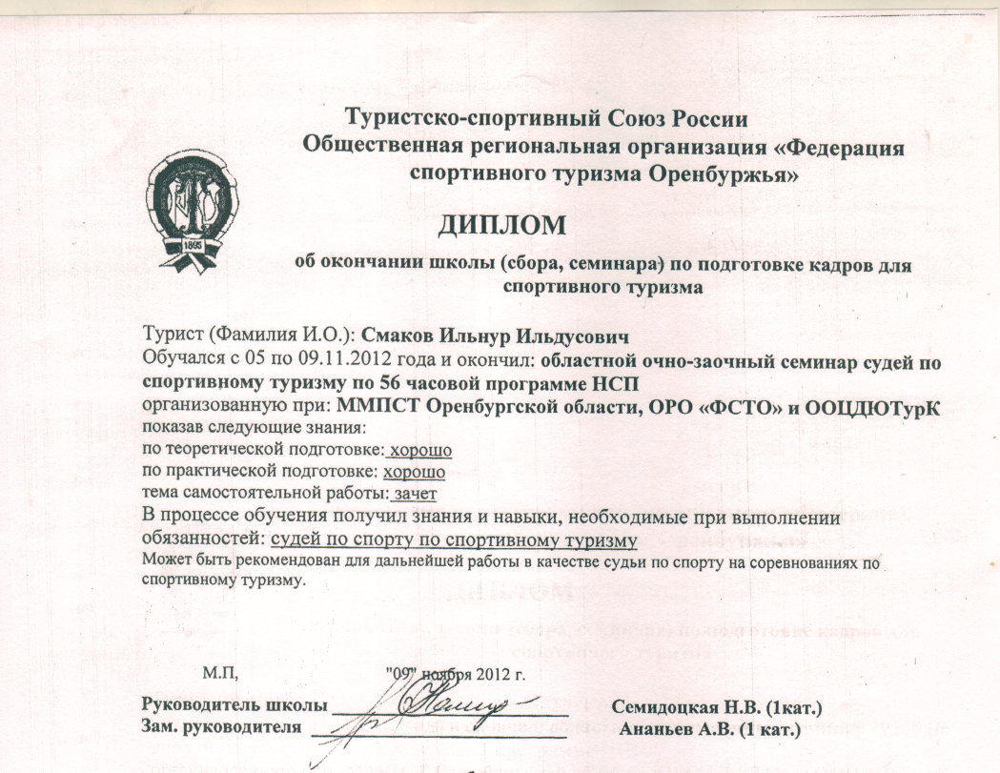 Туристско-спортивный Союз России
Общественная региональная организация «Федерация
спортивного туризма Оренбуржья»
1895
ДИПЛОМ
об окончании школы (сбора, семинара) по подготовке кадров для
спортивного туризма
Турист (Фамилия И.О.): Смаков Ильнур Ильдусович
Обучался с 05 по 09.11.2012 года и окончил: областной очно-заочный семинар судей по
спортивному туризму по 56 часовой программе НСП
организованную при: ММПСТ Оренбургской области, ОРО «ФСТО» и ООЦДЮТурК
показав следующие знания:
по теоретической подготовке: хорошо
по практической подготовке: хорошо
тема самостоятельной работы: зачет
В процессе обучения получил знания и навыки, необходимые при выполнении
обязанностей: судей по спорту по спортивному туризму
Может быть рекомендован для дальнейшей работы в качестве судьи по спорту на соревнованиях по
спортивному туризму.
М.П, "09" ноября 2012 г.
Руководитель школы Семидоцкая Н.В. (1кат.)
Зам. руководителя Ананьев А.В. (1 кат.)